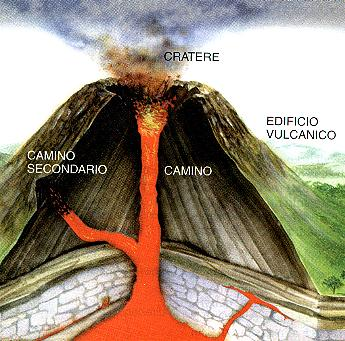 CRATERE
EDIFICIO
VULCANICO
CAMINO
SECONDARIO
CAMINO